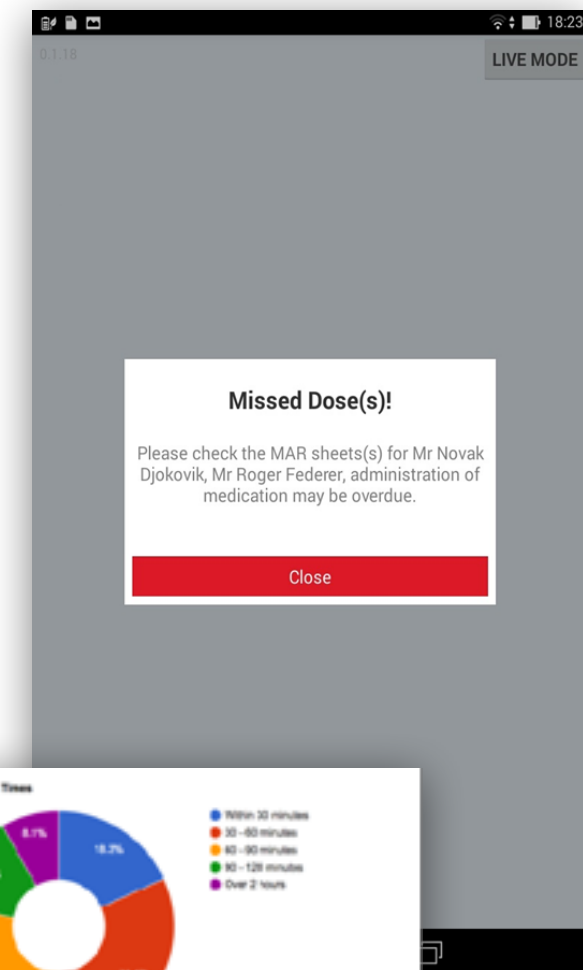 18:23
0.1.18
LIVE MODE
Missed Dose(s)!
Please check the MAR sheets(s) for Mr Novak
Djokovik, Mr Roger Federer, administration of
medication may be overdue.
Close
Times
8.1%
18.3%
Within 30 minutes
30 - 60 minutes
60 - 90 minutes
90 - 120 minutes
Over 2 hours